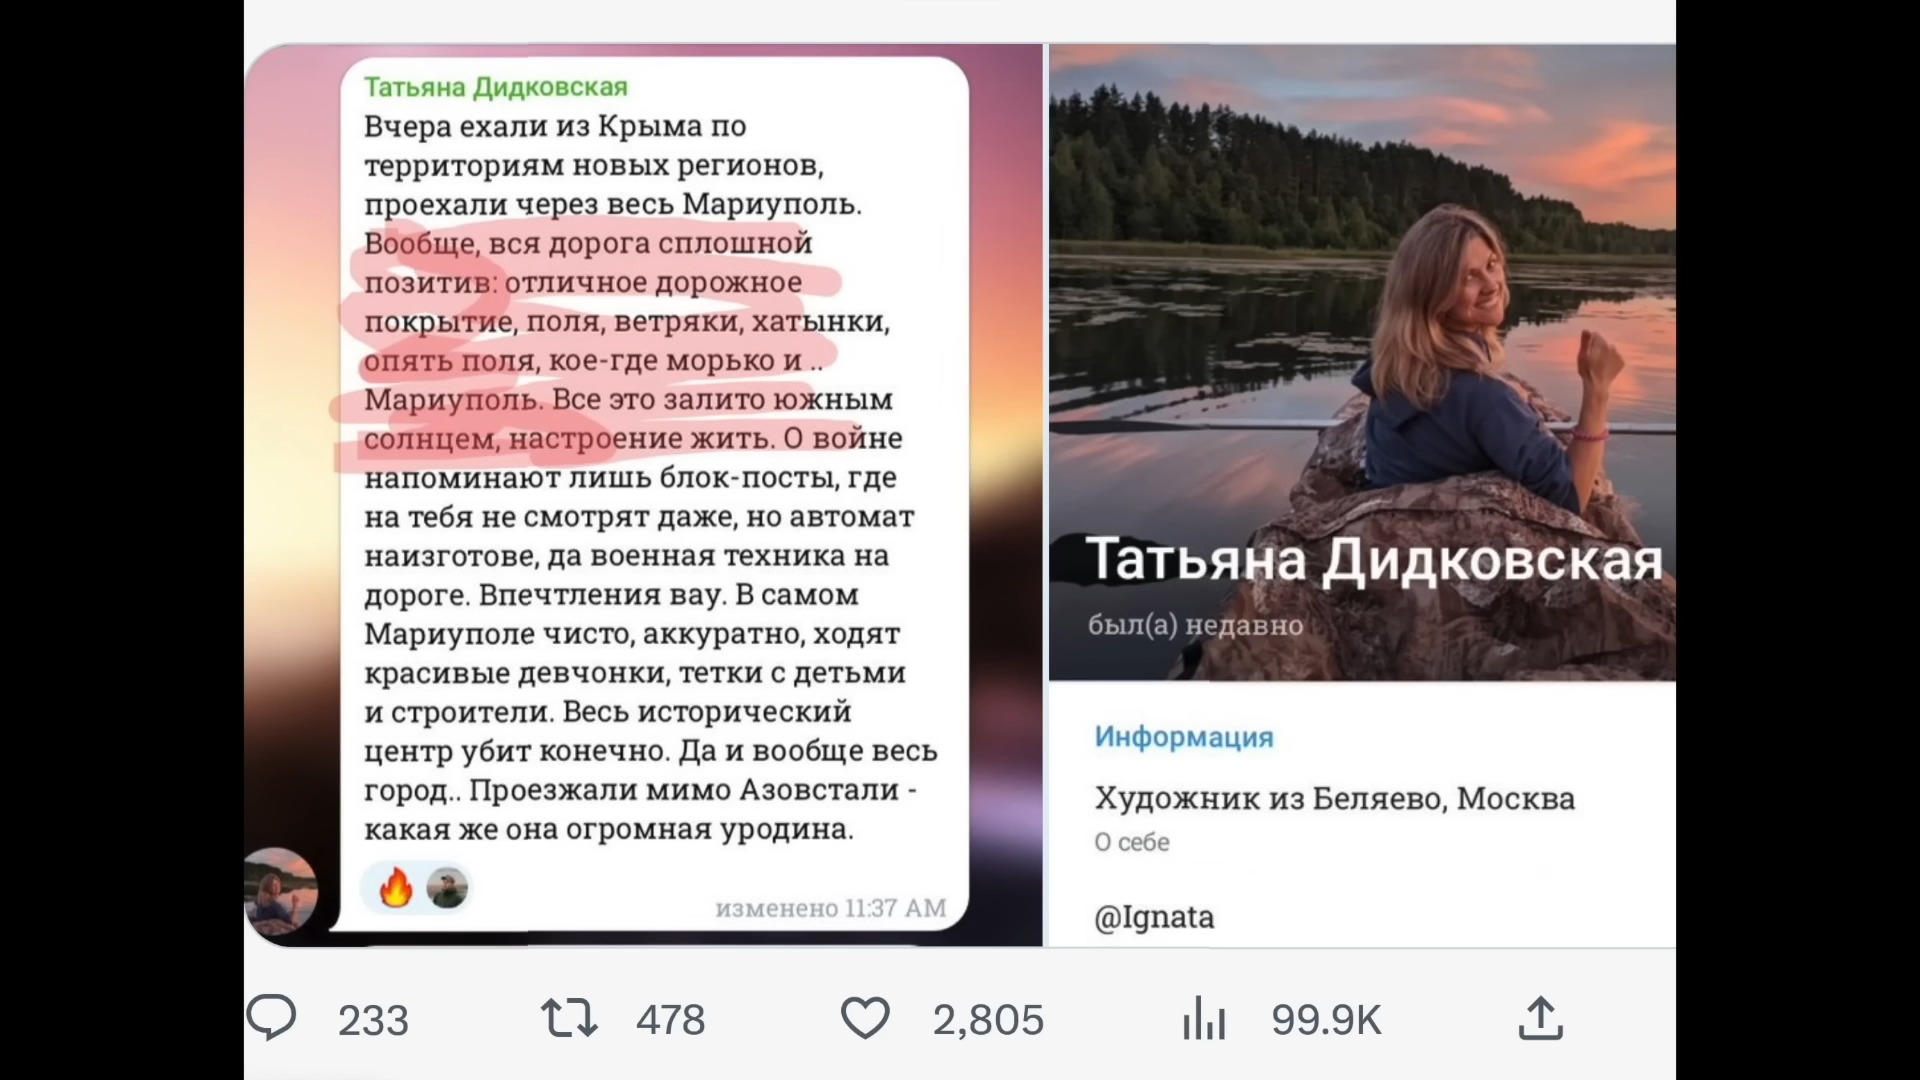 Татьяна Дидковская
Вчера ехали из Крыма по
территориям новых регионов,
проехали через весь Мариуполь.
Вообще, вся дорога сплошной
позитив: отличное дорожное
покрытие, поля, ветряки, хатынки,
опять поля, кое-где морько и ..
Мариуполь. Все это залито южным
солнцем, настроение жить. О войне
напоминают лишь блок-посты, где
на тебя не смотрят даже, но автомат
наизготове, да военная техника на
дороге. Впечтления вау. В самом
Мариуполе чисто, аккуратно, ходят
красивые девчонки, тетки с детьми
и строители. Весь исторический
центр убит конечно. Да и вообще весь
город.. Проезжали мимо Азовстали -
какая же она огромная уродина.
изменено 11:37 AM
Татьяна Дидковская
был(а) недавно
Информация
Художник из Беляево, Москва
О себе
@Ignata
233 478 2,805 99.9K